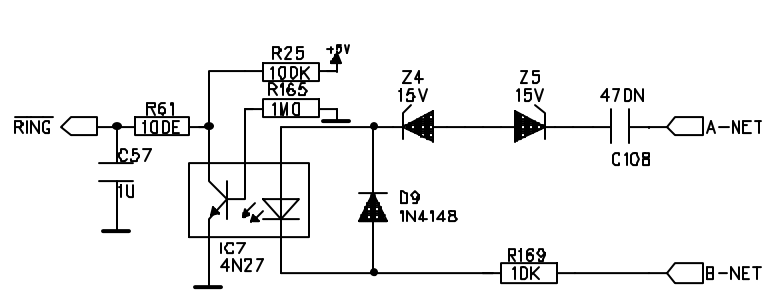 R25
+5V
100K
R165
1M0
Z4
15V
Z5
15V
470N
C108
A-NET
RING
R61
100E
C57
1U
D9
1N4148
IC7
4N27
R169
10K
B-NET